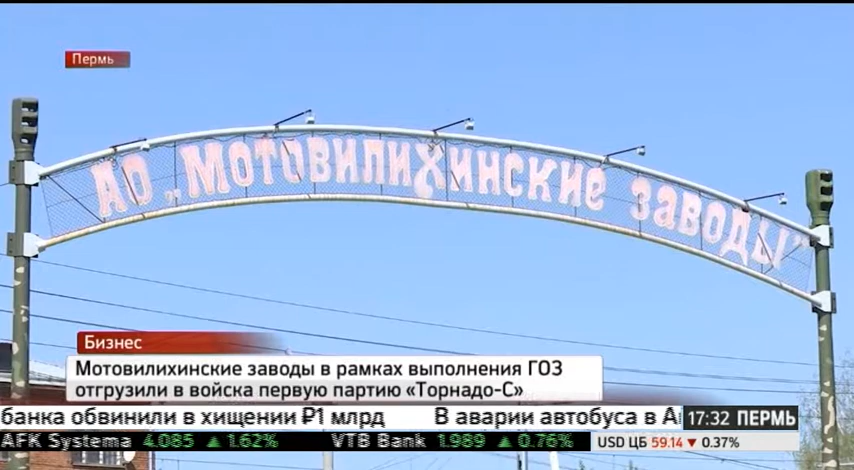 Пермь
АО „Мотовилихинские заводы"
Бизнес
Мотовилихинские заводы в рамках выполнения ГОЗ
отгрузили в войска первую партию «Торнадо-С»
банка обвинили в хищении ₽1 млрд В аварии автобуса в 17:32 ПЕРМЬ
AFK Systema 4.085 ▲ 1.62% VTB Bank 1.989 ▲ 0.76% USD ЦБ 59.14 ▼ 0.37%